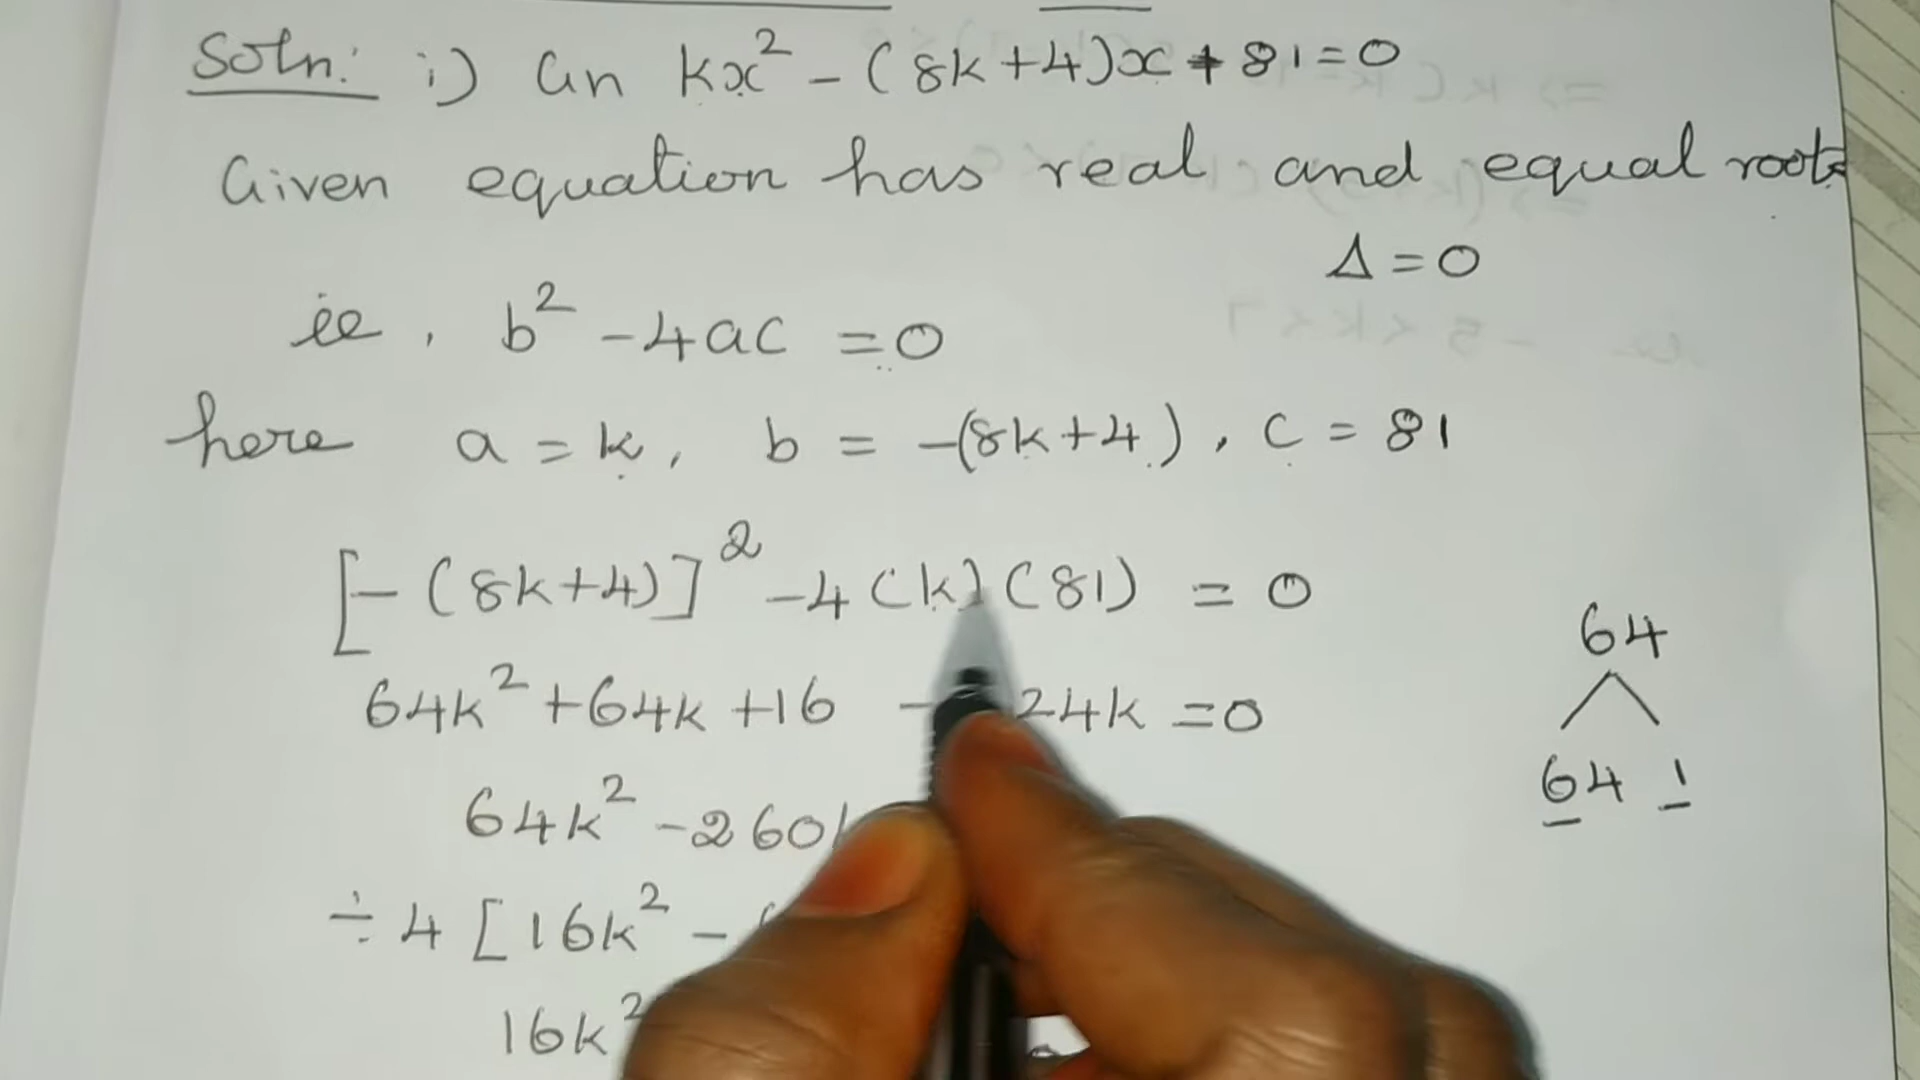 Soln: i) Gn kx² - (8k+4)x + 81 = 0
Given equation has real and equal roots
Δ = 0
ie, b² - 4ac = 0
here a = k, b = -(8k+4), c = 81
[-(8k+4)]² - 4(k)(81) = 0
64k² + 64k + 16 - 24k = 0
64
64k² - 260
64 1
÷ 4 [16k² -
16k²